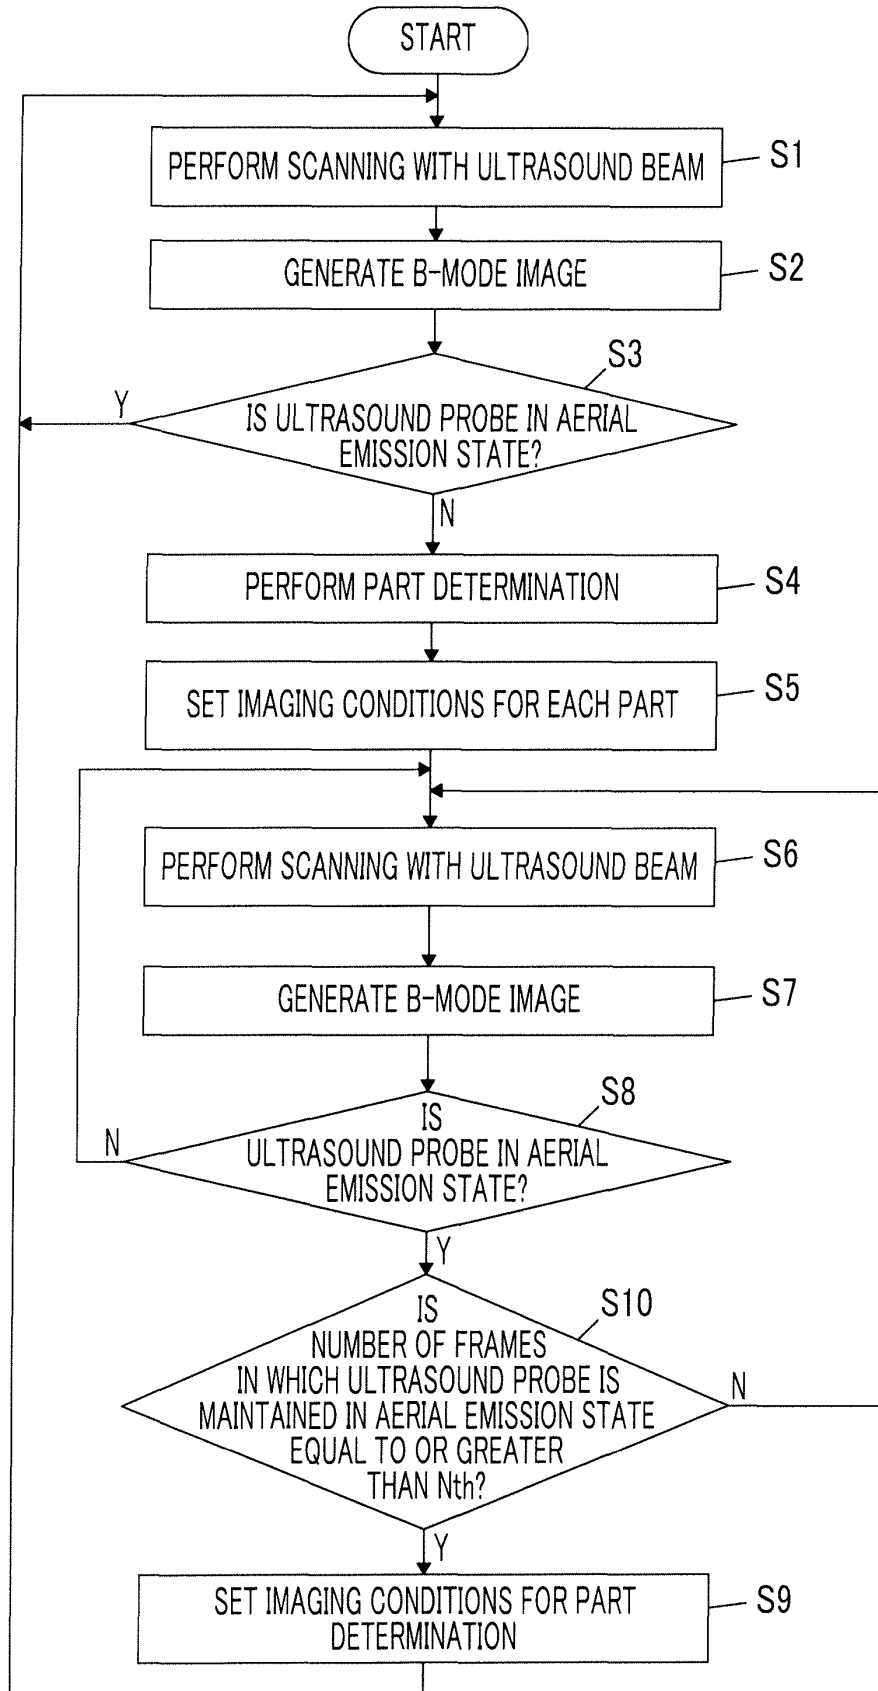 START
PERFORM SCANNING WITH ULTRASOUND BEAM
S1
GENERATE B-MODE IMAGE
S2
S3
Y
IS ULTRASOUND PROBE IN AERIAL
EMISSION STATE?
N
PERFORM PART DETERMINATION
S4
SET IMAGING CONDITIONS FOR EACH PART
S5
PERFORM SCANNING WITH ULTRASOUND BEAM
S6
GENERATE B-MODE IMAGE
S7
S8
N
IS
ULTRASOUND PROBE IN AERIAL
EMISSION STATE?
Y
S10
IS
NUMBER OF FRAMES
IN WHICH ULTRASOUND PROBE IS
MAINTAINED IN AERIAL EMISSION STATE
EQUAL TO OR GREATER
THAN Nth?
N
Y
SET IMAGING CONDITIONS FOR PART
DETERMINATION
S9